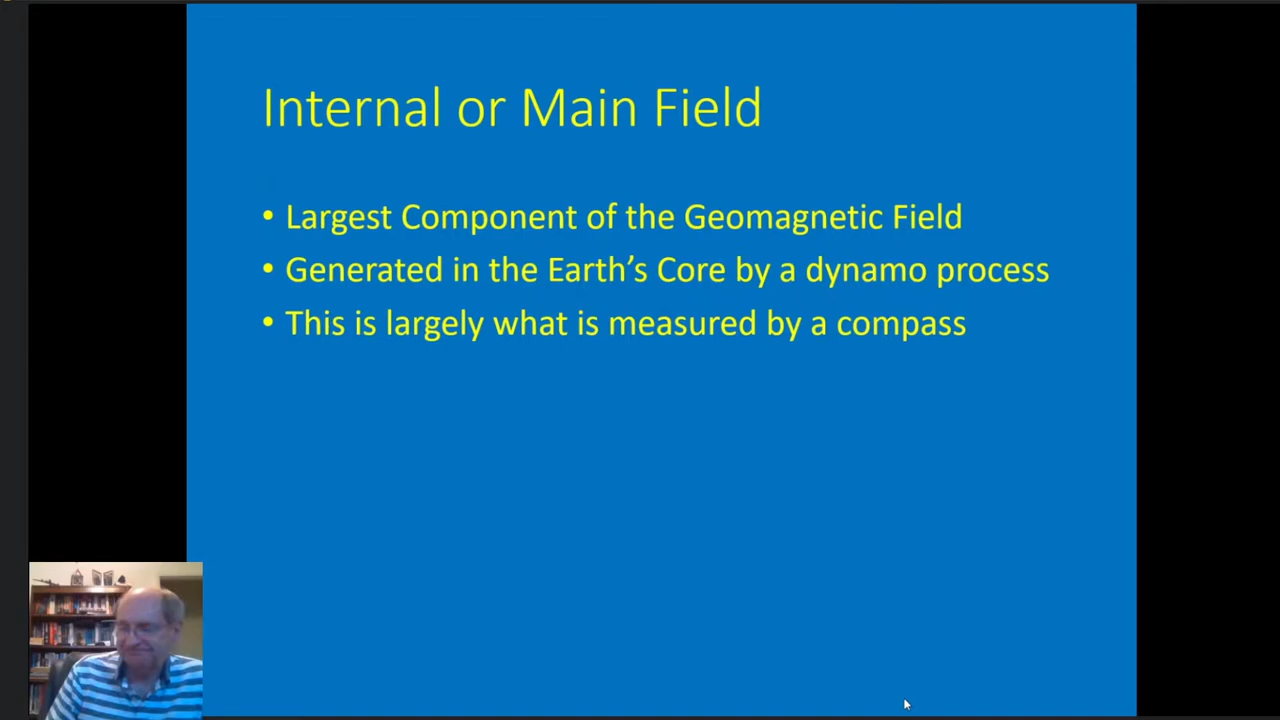 Internal or Main Field
• Largest Component of the Geomagnetic Field
• Generated in the Earth’s Core by a dynamo process
• This is largely what is measured by a compass